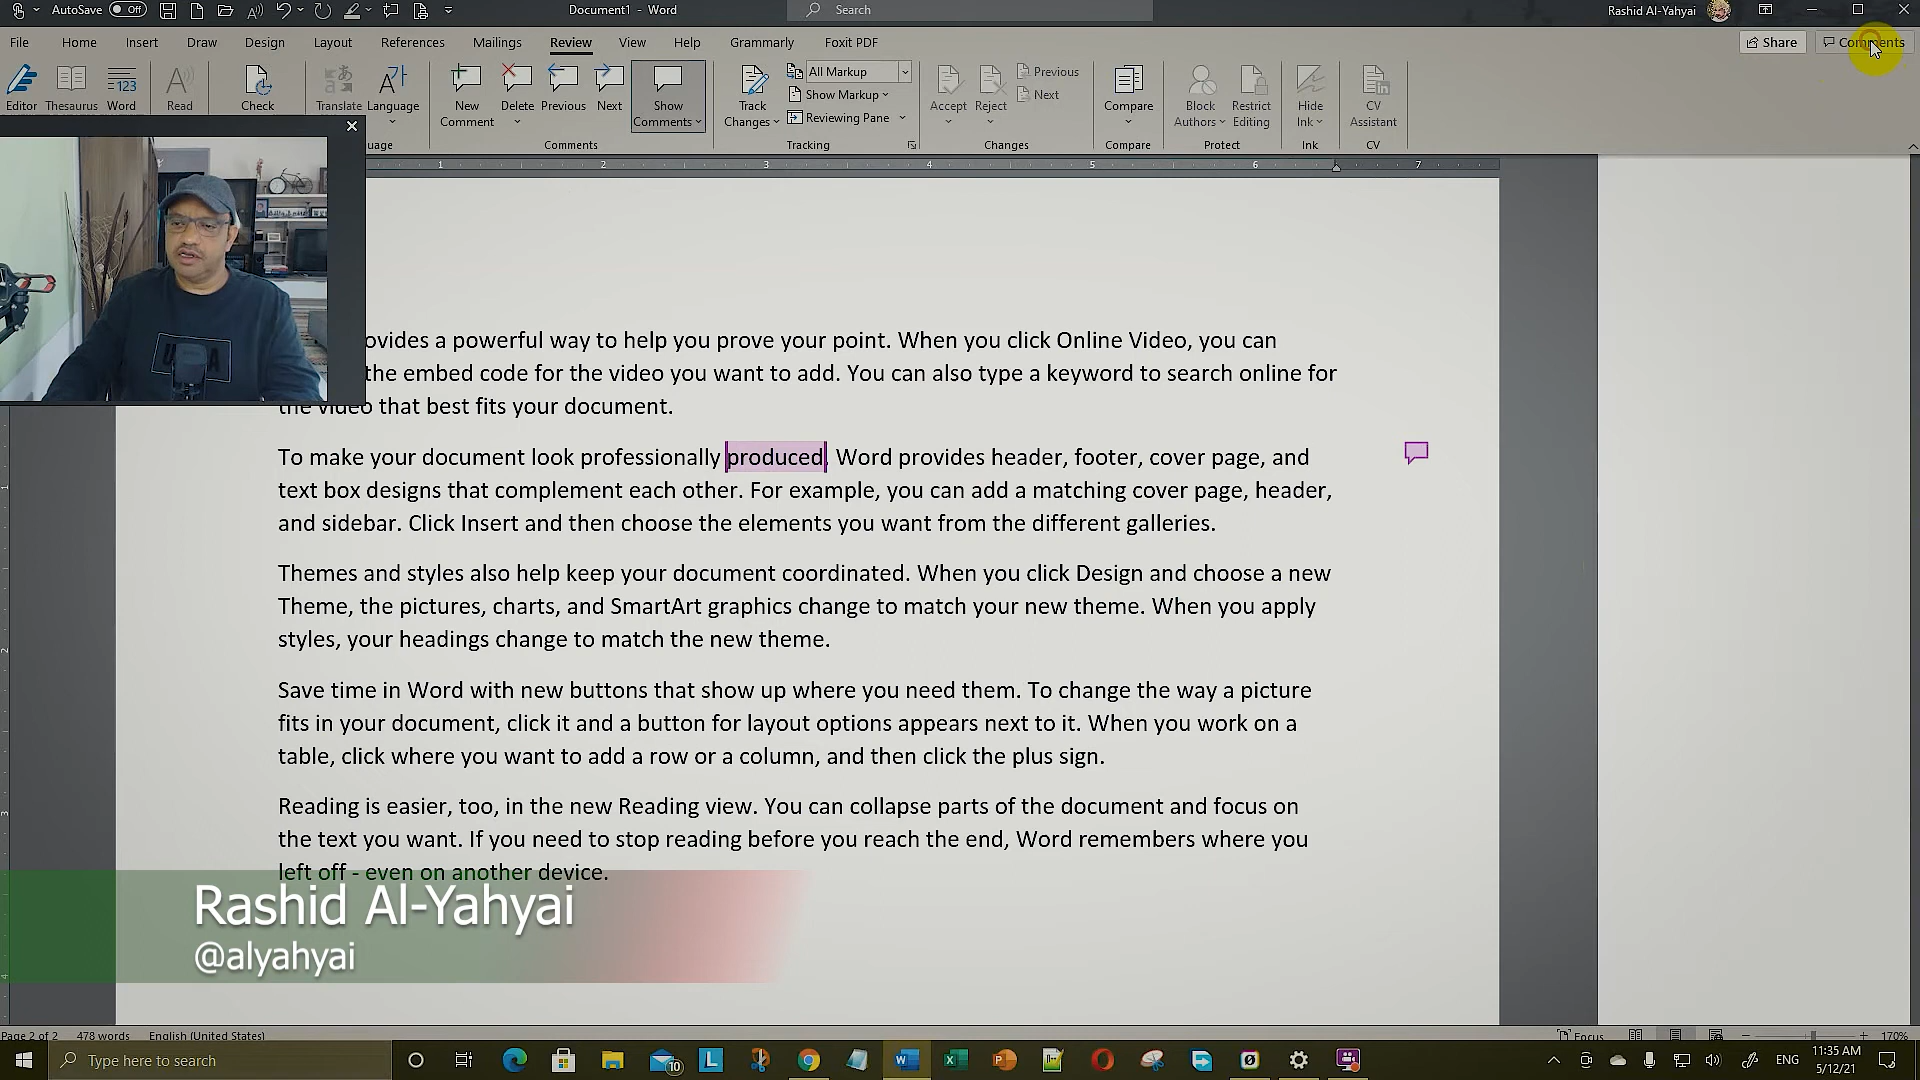 AutoSave Off
Document1 - Word
Search
Rashid Al-Yahyai
File Home Insert Draw Design Layout References Mailings Review View Help Grammarly Foxit PDF
Share Comments
Editor Thesaurus Word Read Check Translate Language
New Comment Delete Previous Next Show Comments
Track Changes
All Markup
Show Markup
Reviewing Pane
Accept Reject Previous Next
Compare
Block Authors Restrict Editing
Hide Ink
CV Assistant
uage Comments Tracking Changes Compare Protect Ink CV
1 2 3 4 5 6 7
ovides a powerful way to help you prove your point. When you click Online Video, you can
the embed code for the video you want to add. You can also type a keyword to search online for
the video that best fits your document.
To make your document look professionally produced, Word provides header, footer, cover page, and
text box designs that complement each other. For example, you can add a matching cover page, header,
and sidebar. Click Insert and then choose the elements you want from the different galleries.
Themes and styles also help keep your document coordinated. When you click Design and choose a new
Theme, the pictures, charts, and SmartArt graphics change to match your new theme. When you apply
styles, your headings change to match the new theme.
Save time in Word with new buttons that show up where you need them. To change the way a picture
fits in your document, click it and a button for layout options appears next to it. When you work on a
table, click where you want to add a row or a column, and then click the plus sign.
Reading is easier, too, in the new Reading view. You can collapse parts of the document and focus on
the text you want. If you need to stop reading before you reach the end, Word remembers where you
left off - even on another device.
Rashid Al-Yahyai
@alyahyai
Page 2 of 2 478 words English (United States) Focus 170%
Type here to search
10
ENG
11:35 AM
5/12/21